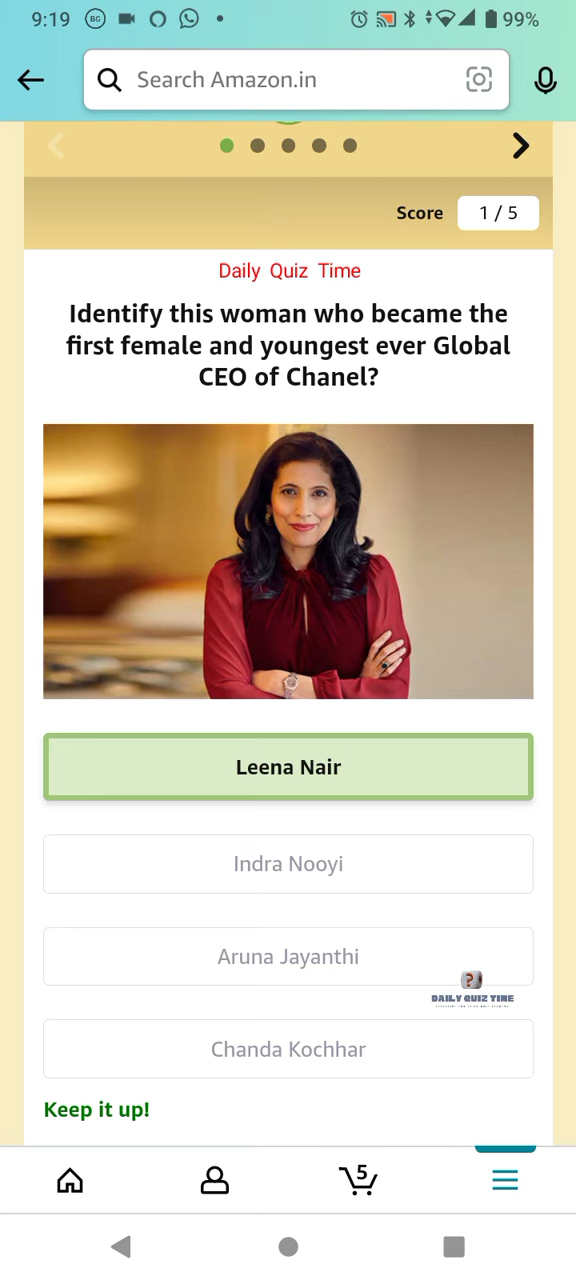 9:19
BG
99%
Search Amazon.in
Score 1 / 5
Daily Quiz Time
Identify this woman who became the
first female and youngest ever Global
CEO of Chanel?
Leena Nair
Indra Nooyi
Aruna Jayanthi
DAILY QUIZ TIME
Chanda Kochhar
Keep it up!
5